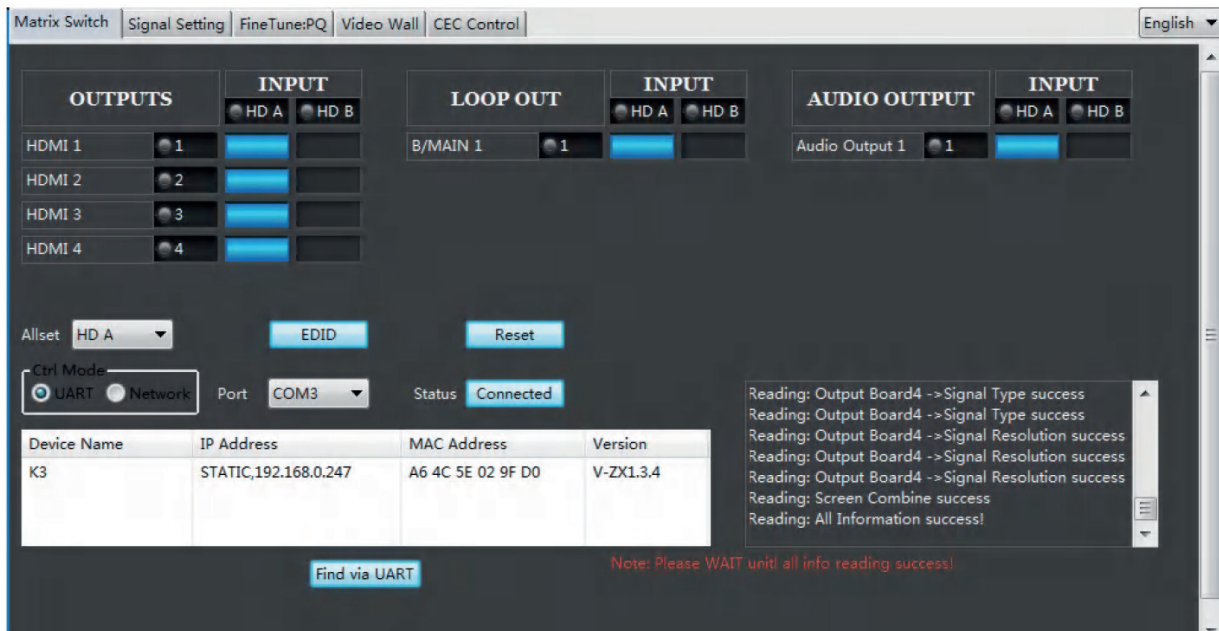 Matrix Switch Signal Setting FineTune:PQ Video Wall CEC Control English
OUTPUTS INPUT
HD A HD B
HDMI 1 1
HDMI 2 2
HDMI 3 3
HDMI 4 4
LOOP OUT INPUT
HD A HD B
B/MAIN 1 1
AUDIO OUTPUT INPUT
HD A HD B
Audio Output 1 1
Allset HD A EDID Reset
Ctrl Mode
UART Network Port COM3 Status Connected
Device Name IP Address MAC Address Version
K3 STATIC,192.168.0.247 A6 4C 5E 02 9F D0 V-ZX1.3.4
Reading: Output Board4 ->Signal Type success
Reading: Output Board4 ->Signal Type success
Reading: Output Board4 ->Signal Resolution success
Reading: Output Board4 ->Signal Resolution success
Reading: Output Board4 ->Signal Resolution success
Reading: Screen Combine success
Reading: All Information success!
Find via UART
Note: Please WAIT unitl all info reading success!